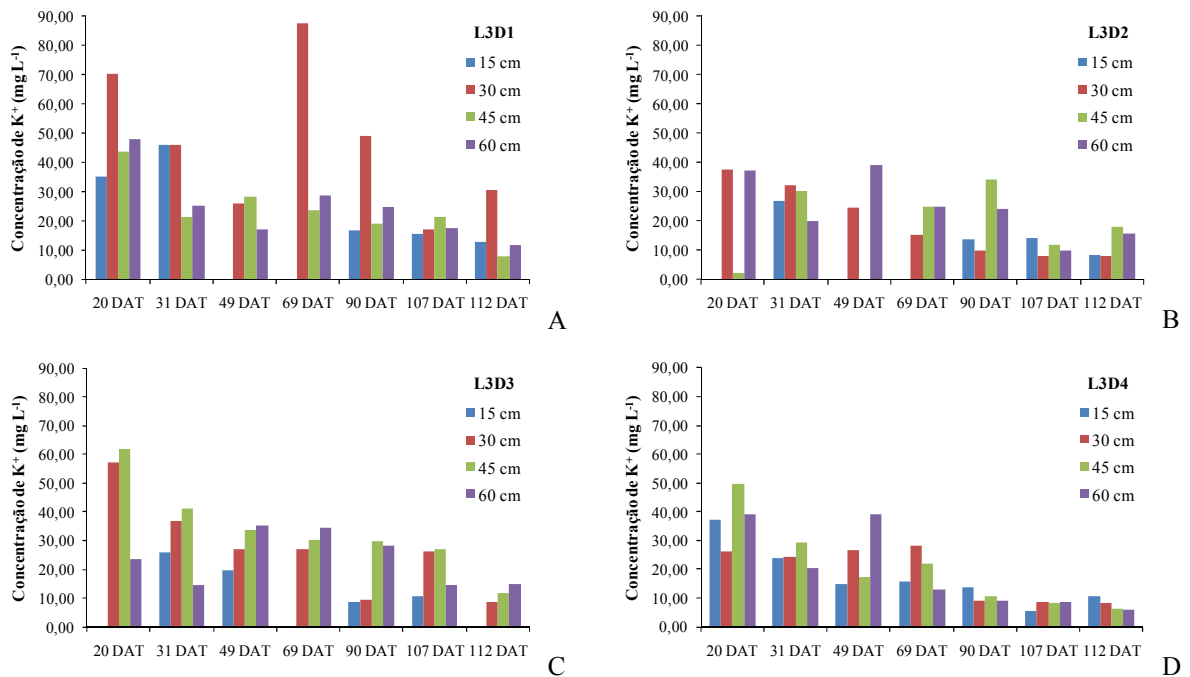 L3D1
90,00
80,00
70,00
60,00
50,00
40,00
30,00
20,00
10,00
0,00
Concentração de K⁺ (mg L⁻¹)
15 cm
30 cm
45 cm
60 cm
20 DAT 31 DAT 49 DAT 69 DAT 90 DAT 107 DAT 112 DAT
A
L3D2
90,00
80,00
70,00
60,00
50,00
40,00
30,00
20,00
10,00
0,00
Concentração de K⁺ (mg L⁻¹)
15 cm
30 cm
45 cm
60 cm
20 DAT 31 DAT 49 DAT 69 DAT 90 DAT 107 DAT 112 DAT
B
L3D3
90,00
80,00
70,00
60,00
50,00
40,00
30,00
20,00
10,00
0,00
Concentração de K⁺ (mg L⁻¹)
15 cm
30 cm
45 cm
60 cm
20 DAT 31 DAT 49 DAT 69 DAT 90 DAT 107 DAT 112 DAT
C
L3D4
90,00
80,00
70,00
60,00
50,00
40,00
30,00
20,00
10,00
0,00
Concentração de K⁺ (mg L⁻¹)
15 cm
30 cm
45 cm
60 cm
20 DAT 31 DAT 49 DAT 69 DAT 90 DAT 107 DAT 112 DAT
D